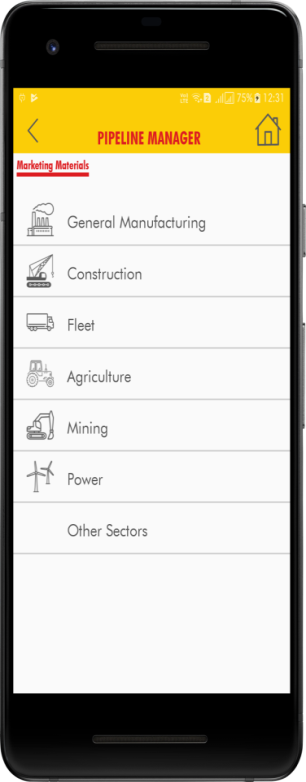 75% 12:31
PIPELINE MANAGER
Marketing Materials
General Manufacturing
Construction
Fleet
Agriculture
Mining
Power
Other Sectors